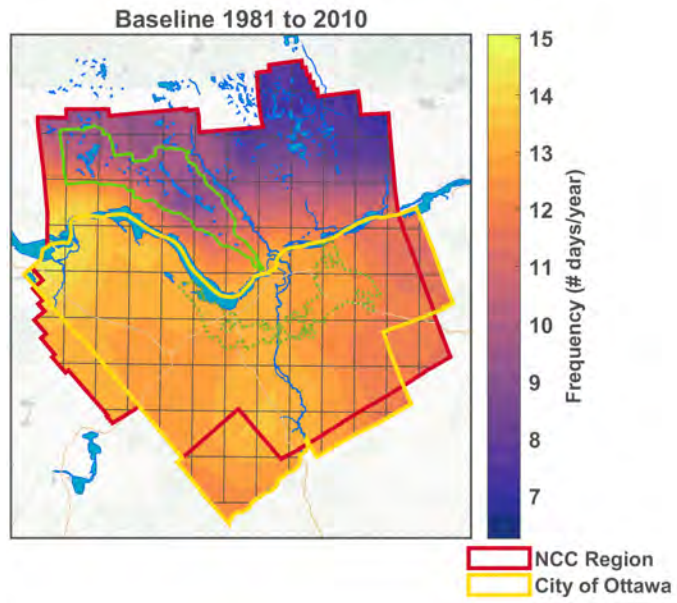 Baseline 1981 to 2010
15
14
13
12
11
10
9
8
7
Frequency (# days/year)
NCC Region
City of Ottawa